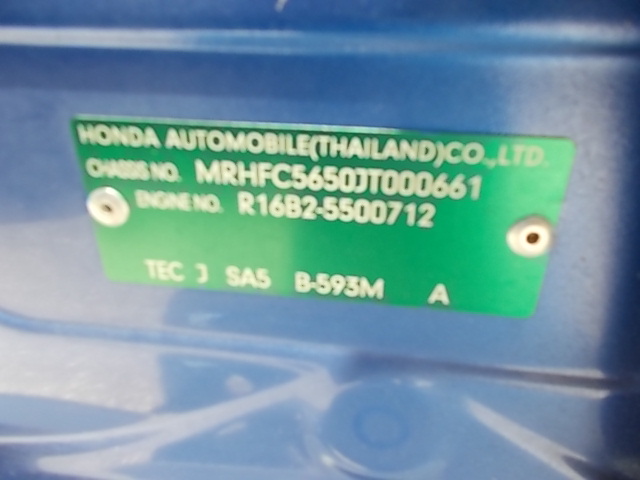 HONDA AUTOMOBILE(THAILAND)CO.,LTD.
CHASSIS NO. MRHFC5650JT000661
ENGINE NO. R16B2-5500712
TEC J SA5 B-593M A